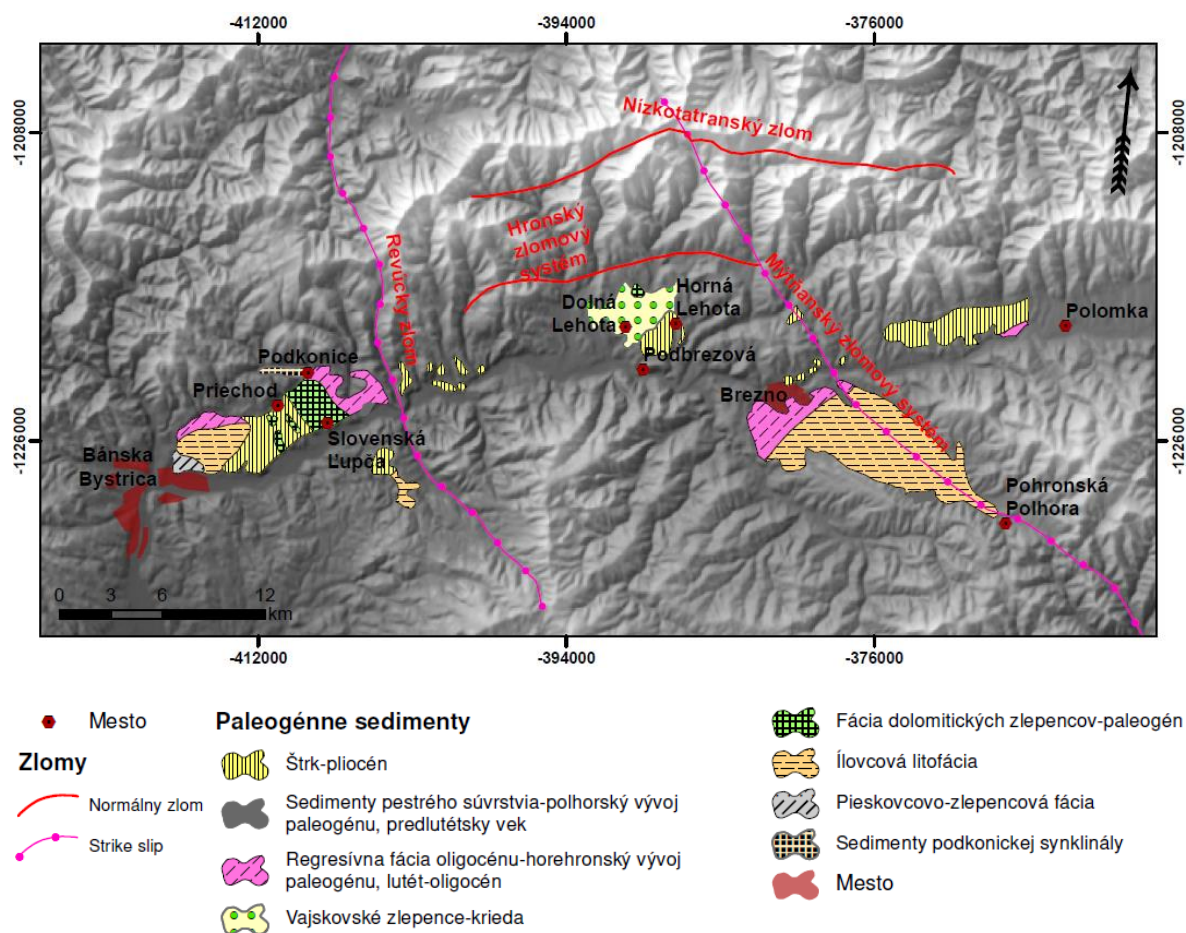 -412000
-394000
-376000
-1208000
-1208000
Nízkotatranský zlom
Hronský
zlomový
systém
Revúcky zlom
Mýtňanský zlomový systém
Dolná
Lehota
Horná
Lehota
Polomka
Podkonice
Podbrezová
Priechod
Brezno
-1226000
-1226000
Slovenská
Ľupča
Bánska
Bystrica
Pohronská
Polhora
0 3 6 12
km
-412000
-394000
-376000
Mesto
Zlomy
Normálny zlom
Strike slip
Paleogénne sedimenty
Štrk-pliocén
Sedimenty pestrého súvrstvia-polhorský vývoj
paleogénu, predlutétsky vek
Regresívna fácia oligocénu-horehronský vývoj
paleogénu, lutét-oligocén
Vajskovské zlepence-krieda
Fácia dolomitických zlepencov-paleogén
Ílovcová litofácia
Pieskovcovo-zlepencová fácia
Sedimenty podkonickej synklinály
Mesto